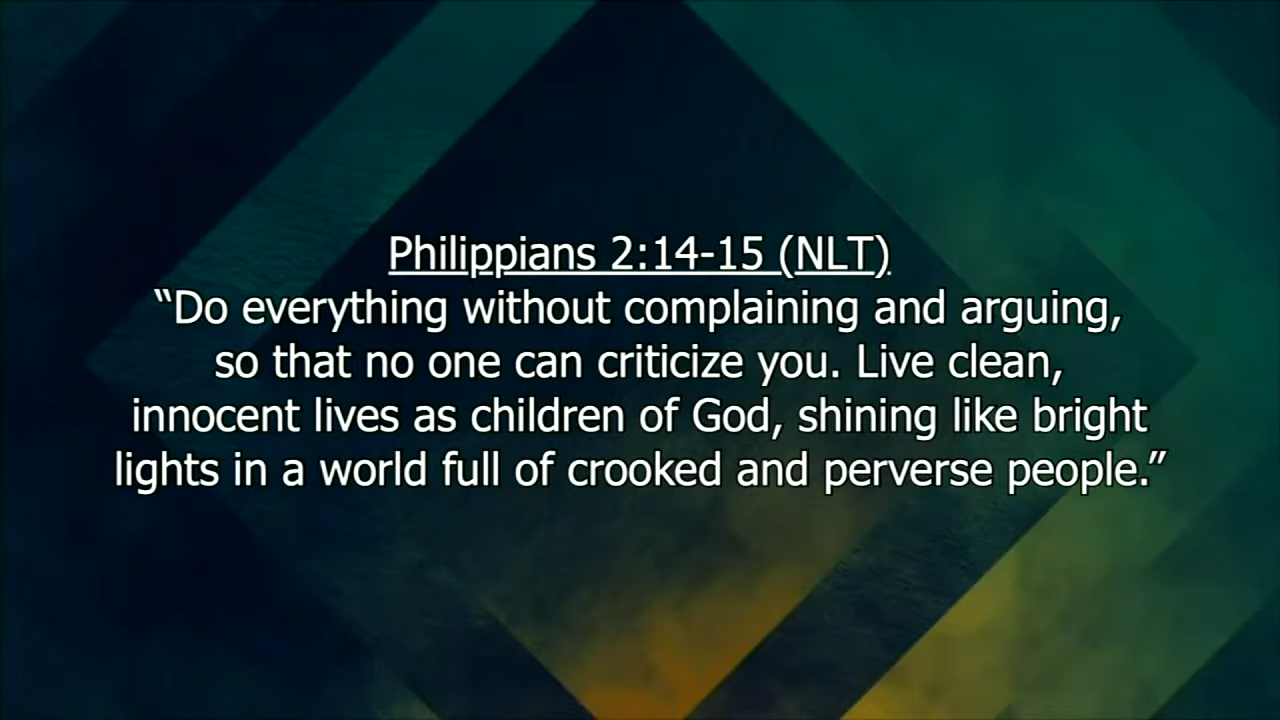 Philippians 2:14-15 (NLT)
“Do everything without complaining and arguing,
so that no one can criticize you. Live clean,
innocent lives as children of God, shining like bright
lights in a world full of crooked and perverse people.”